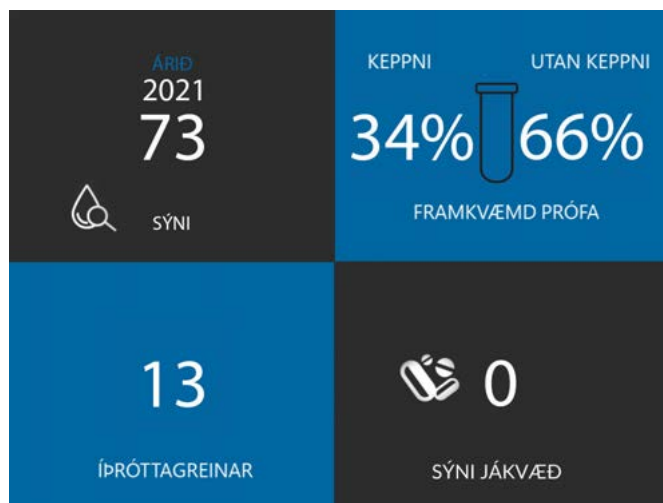 ÁRIÐ
2021
73
SÝNI
KEPPNI UTAN KEPPNI
34% 66%
FRAMKVÆMD PRÓFA
13
ÍÞRÓTTAGREINAR
0
SÝNI JÁKVÆÐ